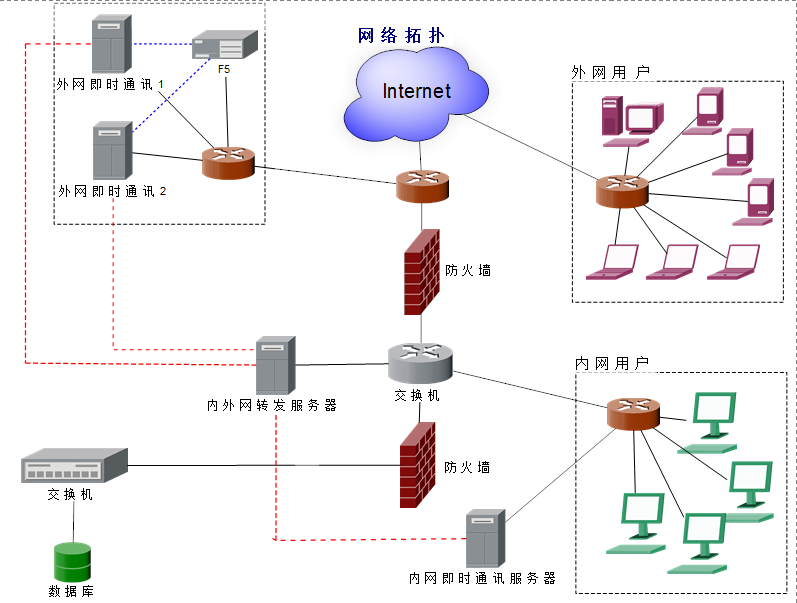 网络拓扑
Internet
外网即时通讯1
F5
外网即时通讯2
外网用户
防火墙
内网用户
交换机
内外网转发服务器
防火墙
交换机
内网即时通讯服务器
数据库